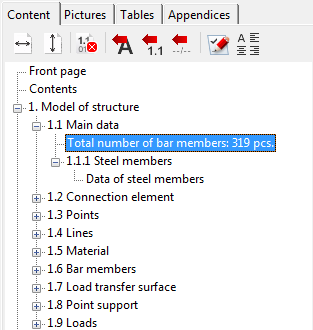 Content Pictures Tables Appendices
1.1 01 A 1.1 --/-- A
Front page
Contents
1. Model of structure
1.1 Main data
Total number of bar members: 319 pcs.
1.1.1 Steel members
Data of steel members
1.2 Connection element
1.3 Points
1.4 Lines
1.5 Material
1.6 Bar members
1.7 Load transfer surface
1.8 Point support
1.9 Loads